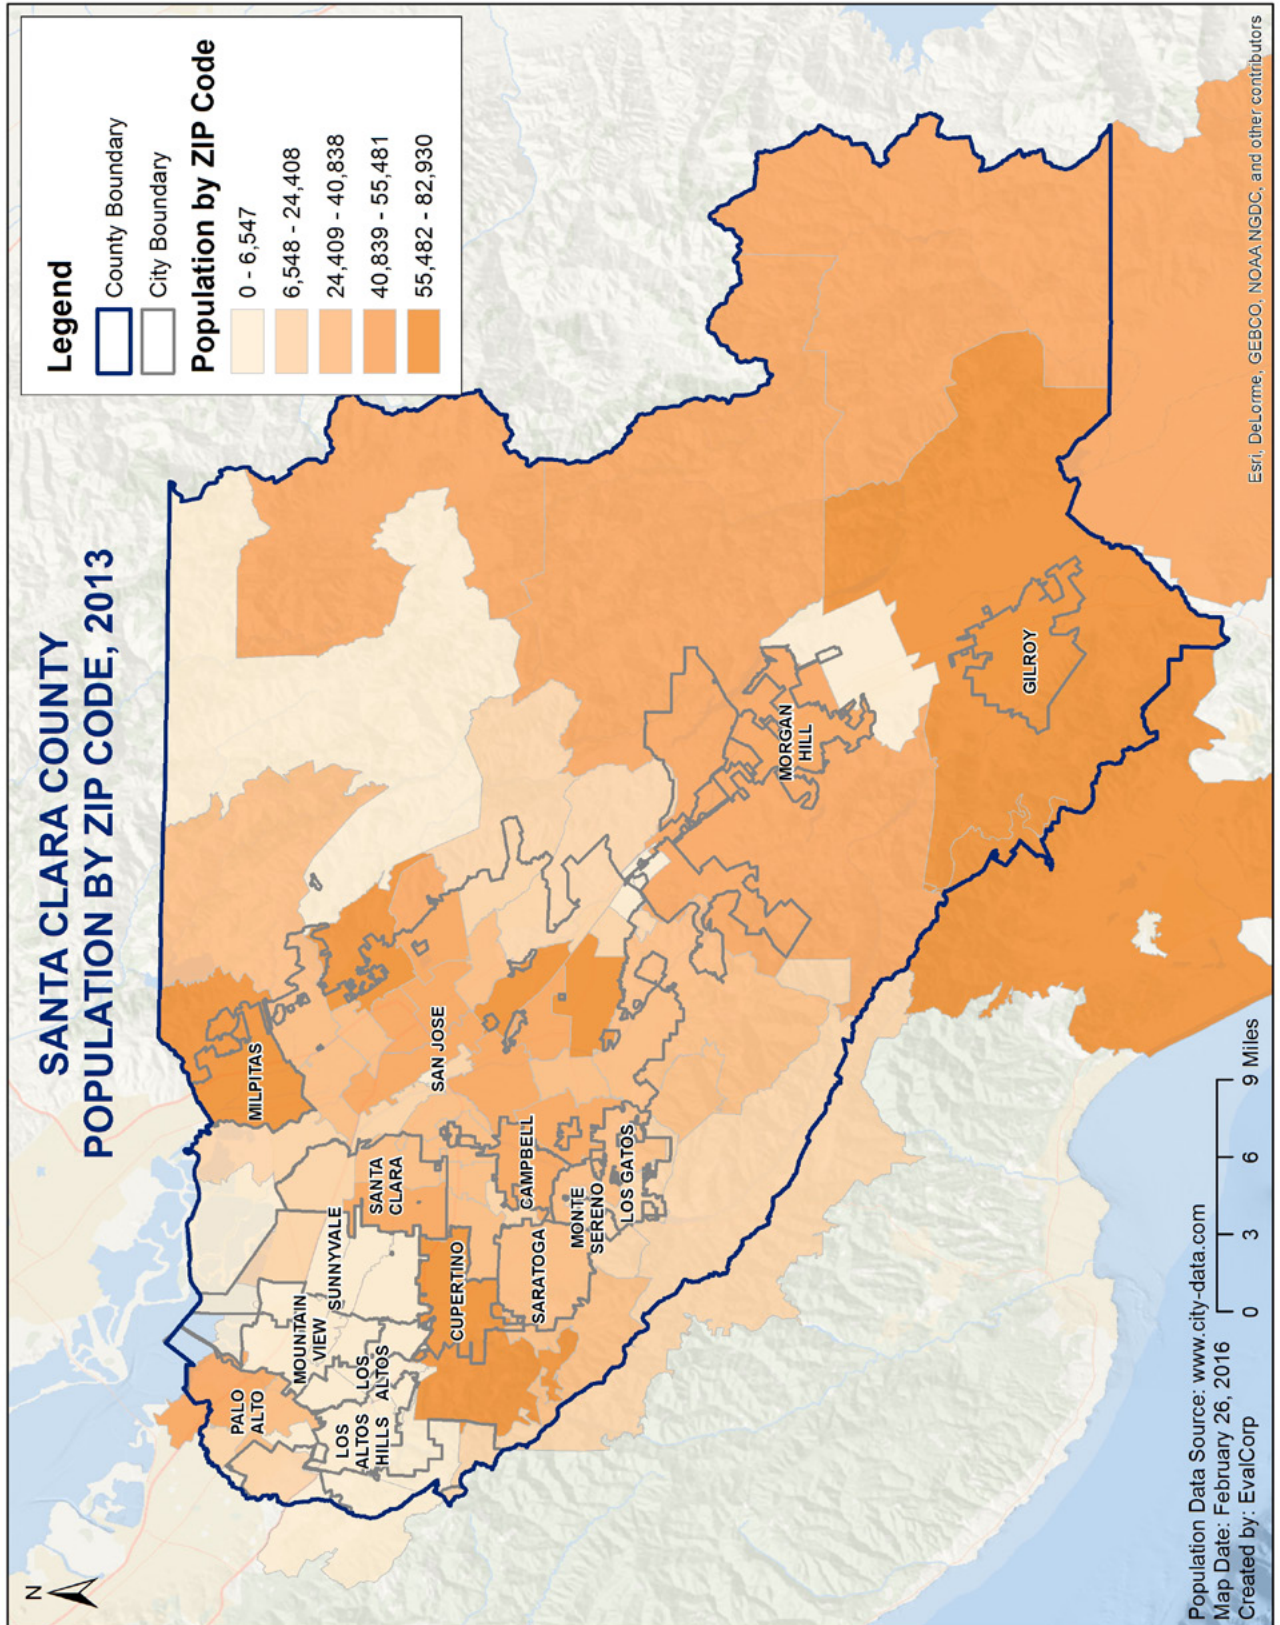 SANTA CLARA COUNTY
POPULATION BY ZIP CODE, 2013
N
Legend
County Boundary
City Boundary
Population by ZIP Code
0 - 6,547
6,548 - 24,408
24,409 - 40,838
40,839 - 55,481
55,482 - 82,930
PALO
ALTO
MOUNTAIN
VIEW
LOS
ALTOS
HILLS
LOS
ALTOS
SUNNYVALE
SANTA
CLARA
MILPITAS
CUPERTINO
SAN JOSE
SARATOGA
CAMPBELL
MONTE
SERENO
LOS GATOS
MORGAN
HILL
GILROY
Population Data Source: www.city-data.com
Map Date: February 26, 2016
Created by: EvalCorp
0 3 6 9 Miles
Esri, DeLorme, GEBCO, NOAA NGDC, and other contributors